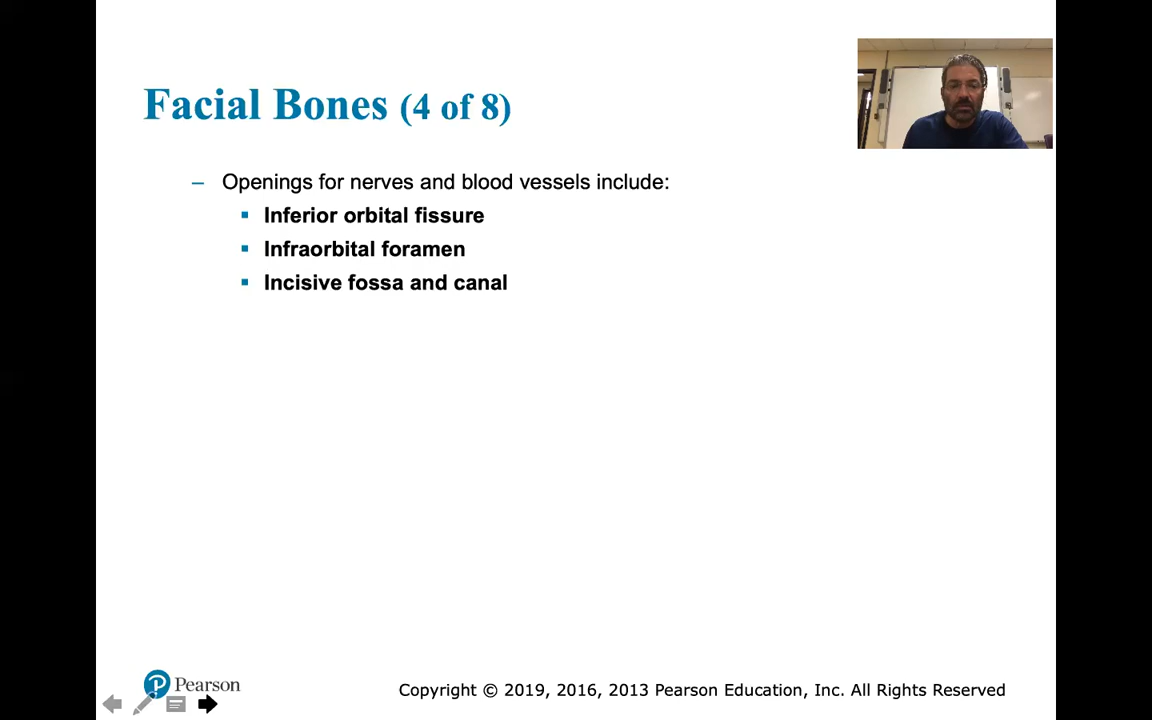 Facial Bones (4 of 8)
– Openings for nerves and blood vessels include:
▪ Inferior orbital fissure
▪ Infraorbital foramen
▪ Incisive fossa and canal
Pearson
Copyright © 2019, 2016, 2013 Pearson Education, Inc. All Rights Reserved